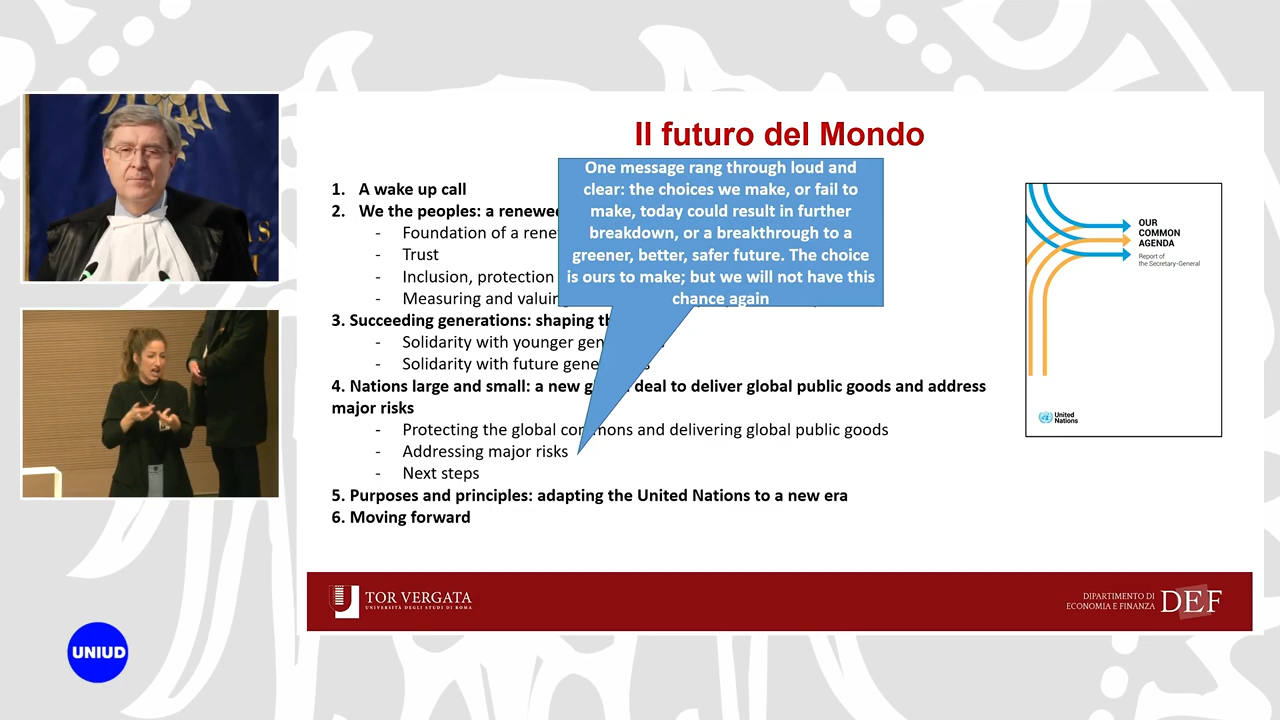 Il futuro del Mondo
One message rang through loud and
clear: the choices we make, or fail to
make, today could result in further
breakdown, or a breakthrough to a
greener, better, safer future. The choice
is ours to make; but we will not have this
chance again
1. A wake up call
2. We the peoples: a renewe
- Foundation of a rene
- Trust
- Inclusion, protection
- Measuring and valuin
3. Succeeding generations: shaping th
- Solidarity with younger gen
- Solidarity with future gene
4. Nations large and small: a new g deal to deliver global public goods and address
major risks
- Protecting the global commons and delivering global public goods
- Addressing major risks
- Next steps
5. Purposes and principles: adapting the United Nations to a new era
6. Moving forward
OUR
COMMON
AGENDA
Report of
the Secretary-General
United
Nations
TOR VERGATA
UNIVERSITÀ DEGLI STUDI DI ROMA
DIPARTIMENTO DI
ECONOMIA E FINANZA
DEF
UNIUD